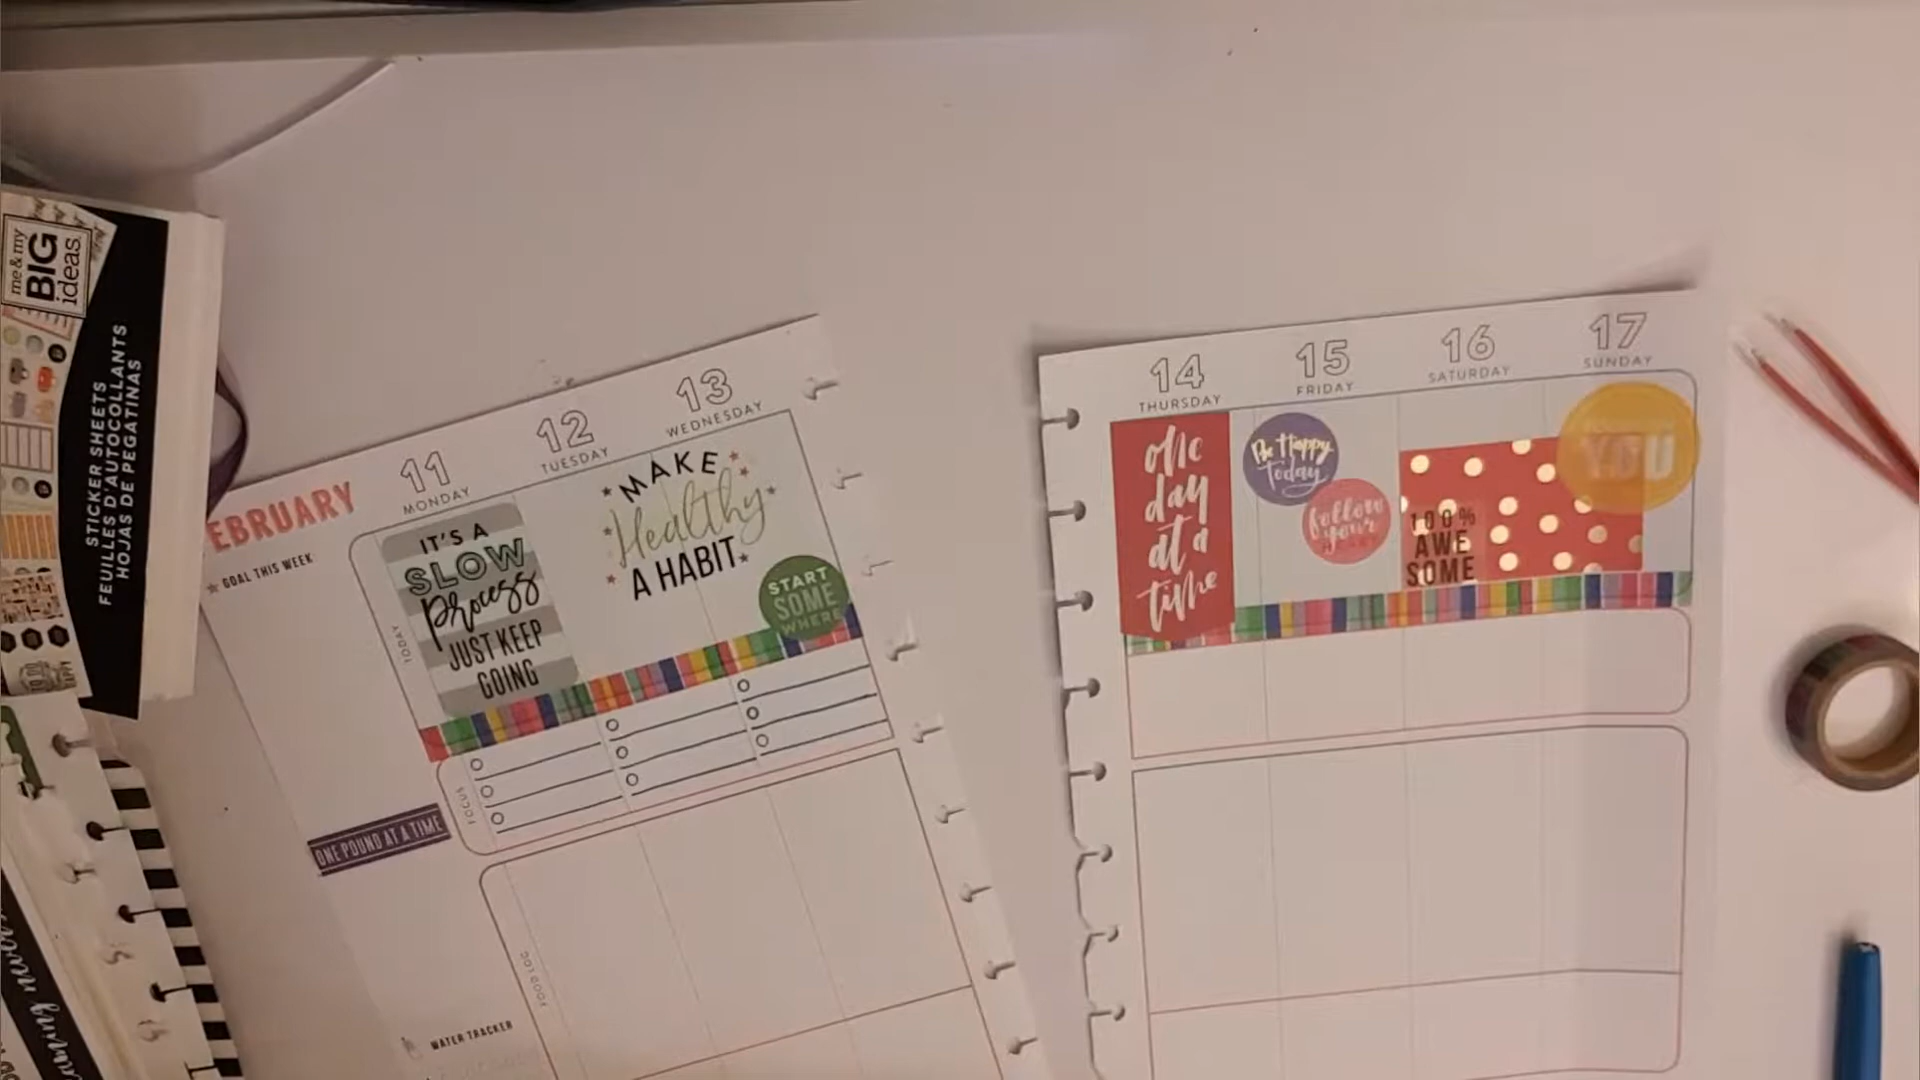 me & my
BIG
ideas
STICKER SHEETS
FEUILLES D'AUTOCOLLANTS
HOJAS DE PEGATINAS
EBRUARY
GOAL THIS WEEK
11
MONDAY
12
TUESDAY
13
WEDNESDAY
TODAY
IT'S A
SLOW
process
JUST KEEP
GOING
MAKE
Healthy
A HABIT
START
SOME
WHERE
FOCUS
ONE POUND AT A TIME
FOOD LOG
WATER TRACKER
14
THURSDAY
15
FRIDAY
16
SATURDAY
17
SUNDAY
one
day
at a
time
Be Happy
today
follow
your
100%
AWE
SOME
YOU